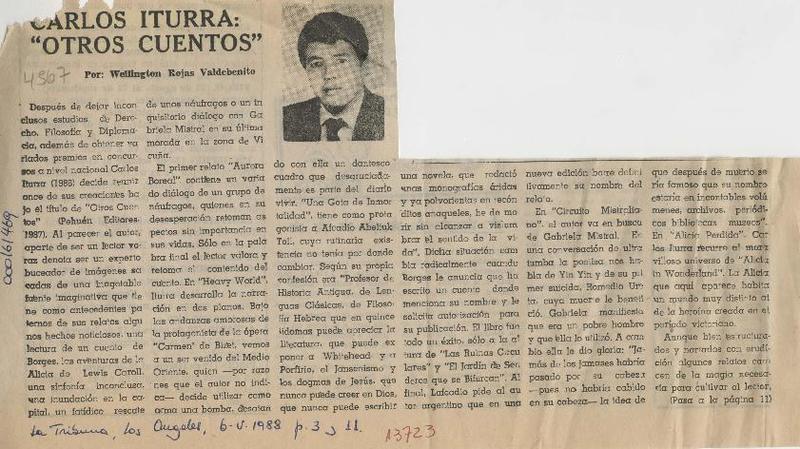 CARLOS ITURRA:
"OTROS CUENTOS"
4367
Por: Wellington Rojas Valdebenito
Después de dejar incon
clusos estudios de Dere-
cho, Filosofía y Diploma-
cia, además de obtener va
riados premios en concur-
sos a nivel nacional Carlos
Iturra (1986) decide reunir
once de sus creaciones ba
jo el título de "Otros Cuen
tos" (Pehuén Editores,
1987). Al parecer el autor,
aparte de ser un lector vo
raz denota ser un experto
buceador de imágenes sa
cadas de una inagotable
fuente imaginativa que tie
ne como antecedentes pa
ternos de sus relatos algu
nos hechos noticiosos, una
lectura de un cuento de
Borges, las aventuras de la
Alicia de Lewis Caroll,
una sinfonía inconclusa,
una inundación en la ca-
pital, un fatídico rescate
de unos náufragos o un in
quisitorio diálogo con Ga
briela Mistral en su última
morada en la zona de Vi
cuña.
El primer relato "Aurora
Boreal" contiene un varia
do diálogo de un grupo de
náufragos, quienes en su
desesperación retoman as
pectos sin importancia en
sus vidas. Sólo en la pala
bra final el lector valora y
retoma el contenido del
cuento. En "Heavy World",
Iturra desarrolla la narra-
ción en dos planos. Bajo
las andanzas amorosas de
la protagonista de la ópera
"Carmen" de Bizet, vemos
a un ser venido del Medio
Oriente, quien —por razo
nes que el autor no indi-
ca— decide utilizar como
arma una bomba, desatan
do con ella un dantesco
cuadro que desgraciada-
mente es parte del diario
vivir. "Una Gota de Inmor
talidad", tiene como prota
gonista a Alcadio Abeliuk
Toll, cuya rutinaria exis-
tencia no tenía por donde
cambiar. Según su propia
confesión era "Profesor de
Historia Antigua, de Len-
guas Clásicas, de Filoso-
fía Hebrea que en quince
idiomas puede apreciar la
literatura, que puede ex
poner a Whitehead y a
Porfirio, el Jansenismo y
los dogmas de Jesús, que
nunca puede creer en Dios,
que nunca puede escribir
una novela, que redactó
unas monografías áridas
y ya polvorientas en recón
ditos anaqueles, he de mo
rir sin alcanzar a vislum
brar el sentido de la vi
da". Dicha situación cam
bia radicalmente cuando
Borges le anuncia que ha
escrito un cuento donde
menciona su nombre y le
solicita autorización para
su publicación. El libro fue
todo un éxito, sólo a la al
tura de "Las Ruinas Circu
lares" y "El Jardín de Sen
deros que se Bifurcan". Al
final, Lafcadio pide al au
tor argentino que en una
nueva edición borre defini
tivamente su nombre del
relato.
En "Circuito Mistralia-
no", el autor va en busca
de Gabriela Mistral. En
una conversación de ultra
tumba la poetisa nos ha-
bla de Yin Yin y de su pri
mer suicida, Romelio Ure
ta, cuya muerte le benefi-
ció. Gabriela manifiesta
que era un pobre hombre
y que ella lo utilizó. A cam
bio ella le dio gloria: "Ja-
más de los jamases habría
pasado por su cabeza
—pues no habría cabido
en su cabeza— la idea de
que después de muerto se
ría famoso que su nombre
estaría en incontables volú
menes, archivos, periódi-
cos bibliotecas museos".
En "Alicia Perdida", Car-
los Iturra recurre al mara
villoso universo de "Alicia
in Wonderland". La Alicia
que aquí aparece habita
un mundo muy distinto al
de la heroína creada en el
período victoriano.
Aunque bien estructura-
dos y narrados con erudi-
ción algunos relatos care-
cen de la magia necesa-
ria para cultivar al lector,
(Pasa a la página 11)
000161469
La Tribuna, Los Angeles, 6-V-1988 p. 3 y 11.
13723